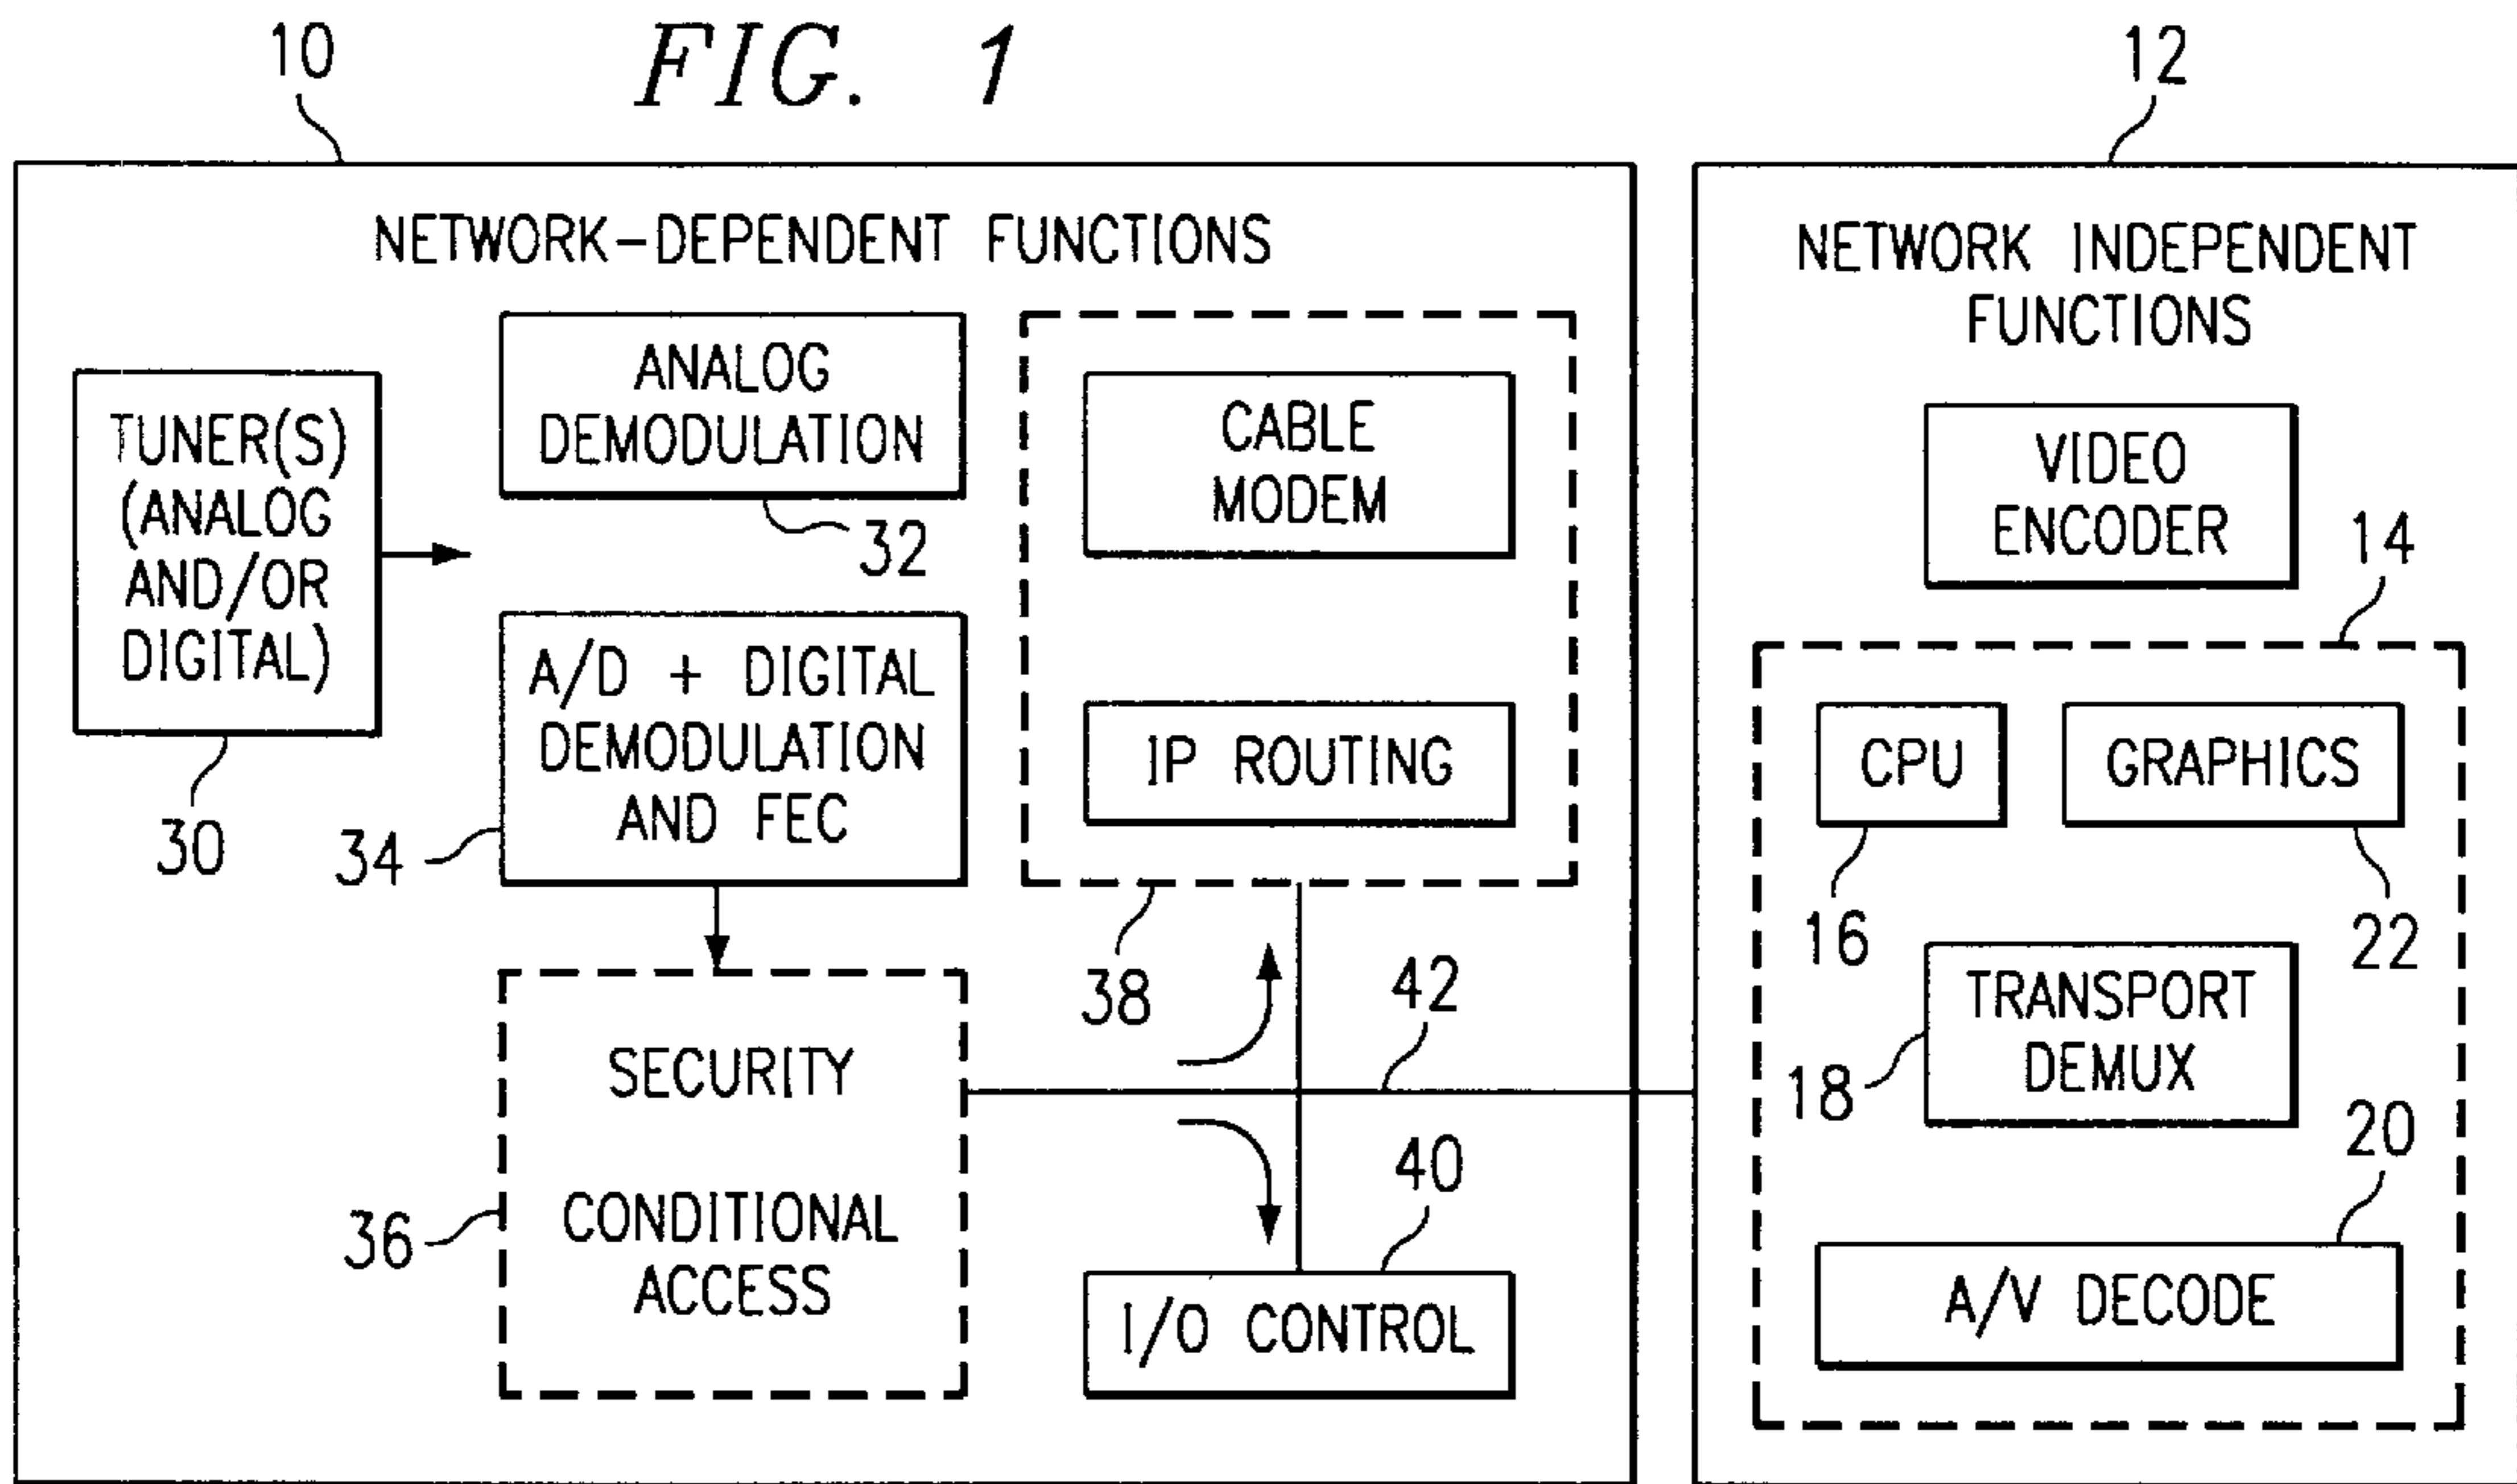 FIG. 1
10
12
NETWORK-DEPENDENT FUNCTIONS
TUNER(S)
(ANALOG
AND/OR
DIGITAL)
30
ANALOG
DEMODULATION
32
A/D + DIGITAL
DEMODULATION
AND FEC
34
SECURITY
CONDITIONAL
ACCESS
36
CABLE
MODEM
IP ROUTING
38
42
40
I/O CONTROL
NETWORK INDEPENDENT
FUNCTIONS
VIDEO
ENCODER
14
CPU
16
GRAPHICS
22
TRANSPORT
DEMUX
18
20
A/V DECODE